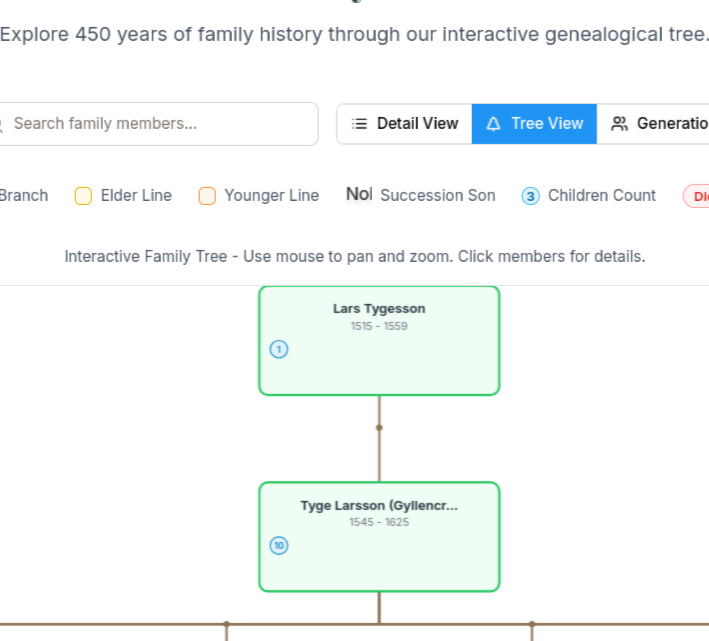 Explore 450 years of family history through our interactive genealogical tree.
Search family members...
Detail View
Tree View
Generatio
Branch
Elder Line
Younger Line
Nol Succession Son
3 Children Count
Di
Interactive Family Tree - Use mouse to pan and zoom. Click members for details.
Lars Tygesson
1515 - 1559
1
Tyge Larsson (Gyllencr...
1545 - 1625
10